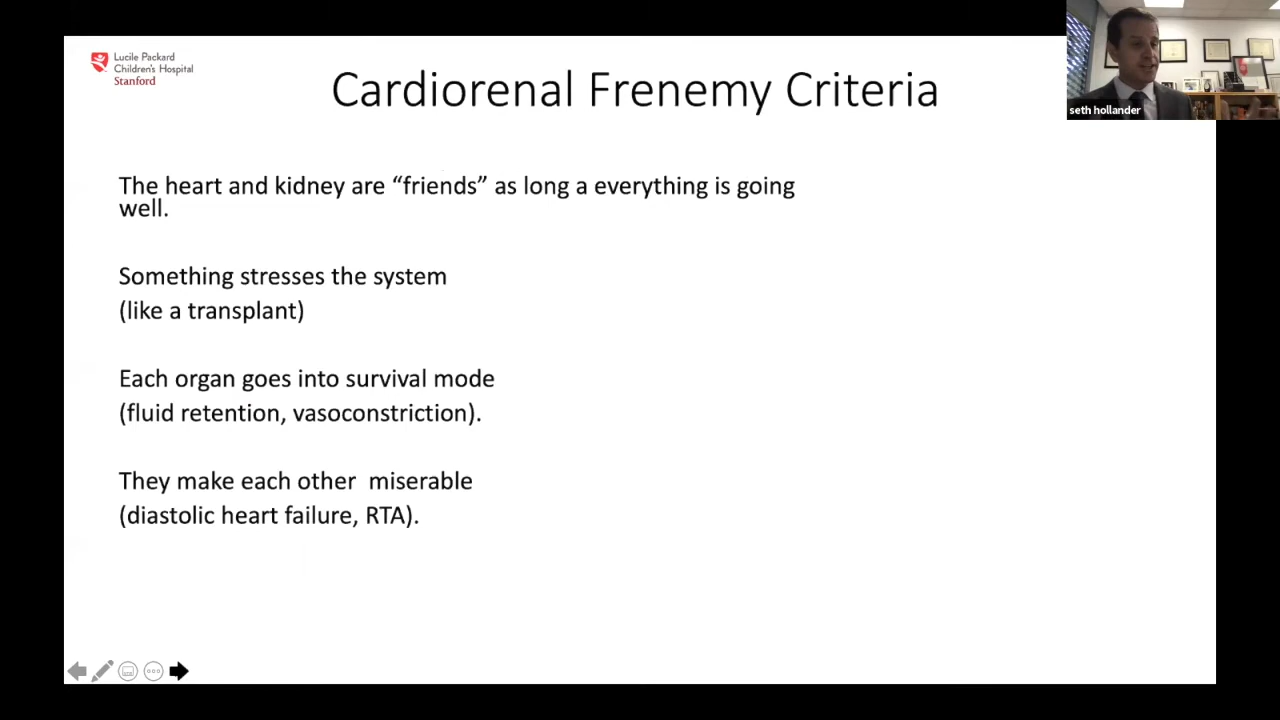 Lucile Packard
Children's Hospital
Stanford
Cardiorenal Frenemy Criteria
seth hollander
The heart and kidney are “friends” as long a everything is going
well.
Something stresses the system
(like a transplant)
Each organ goes into survival mode
(fluid retention, vasoconstriction).
They make each other  miserable
(diastolic heart failure, RTA).